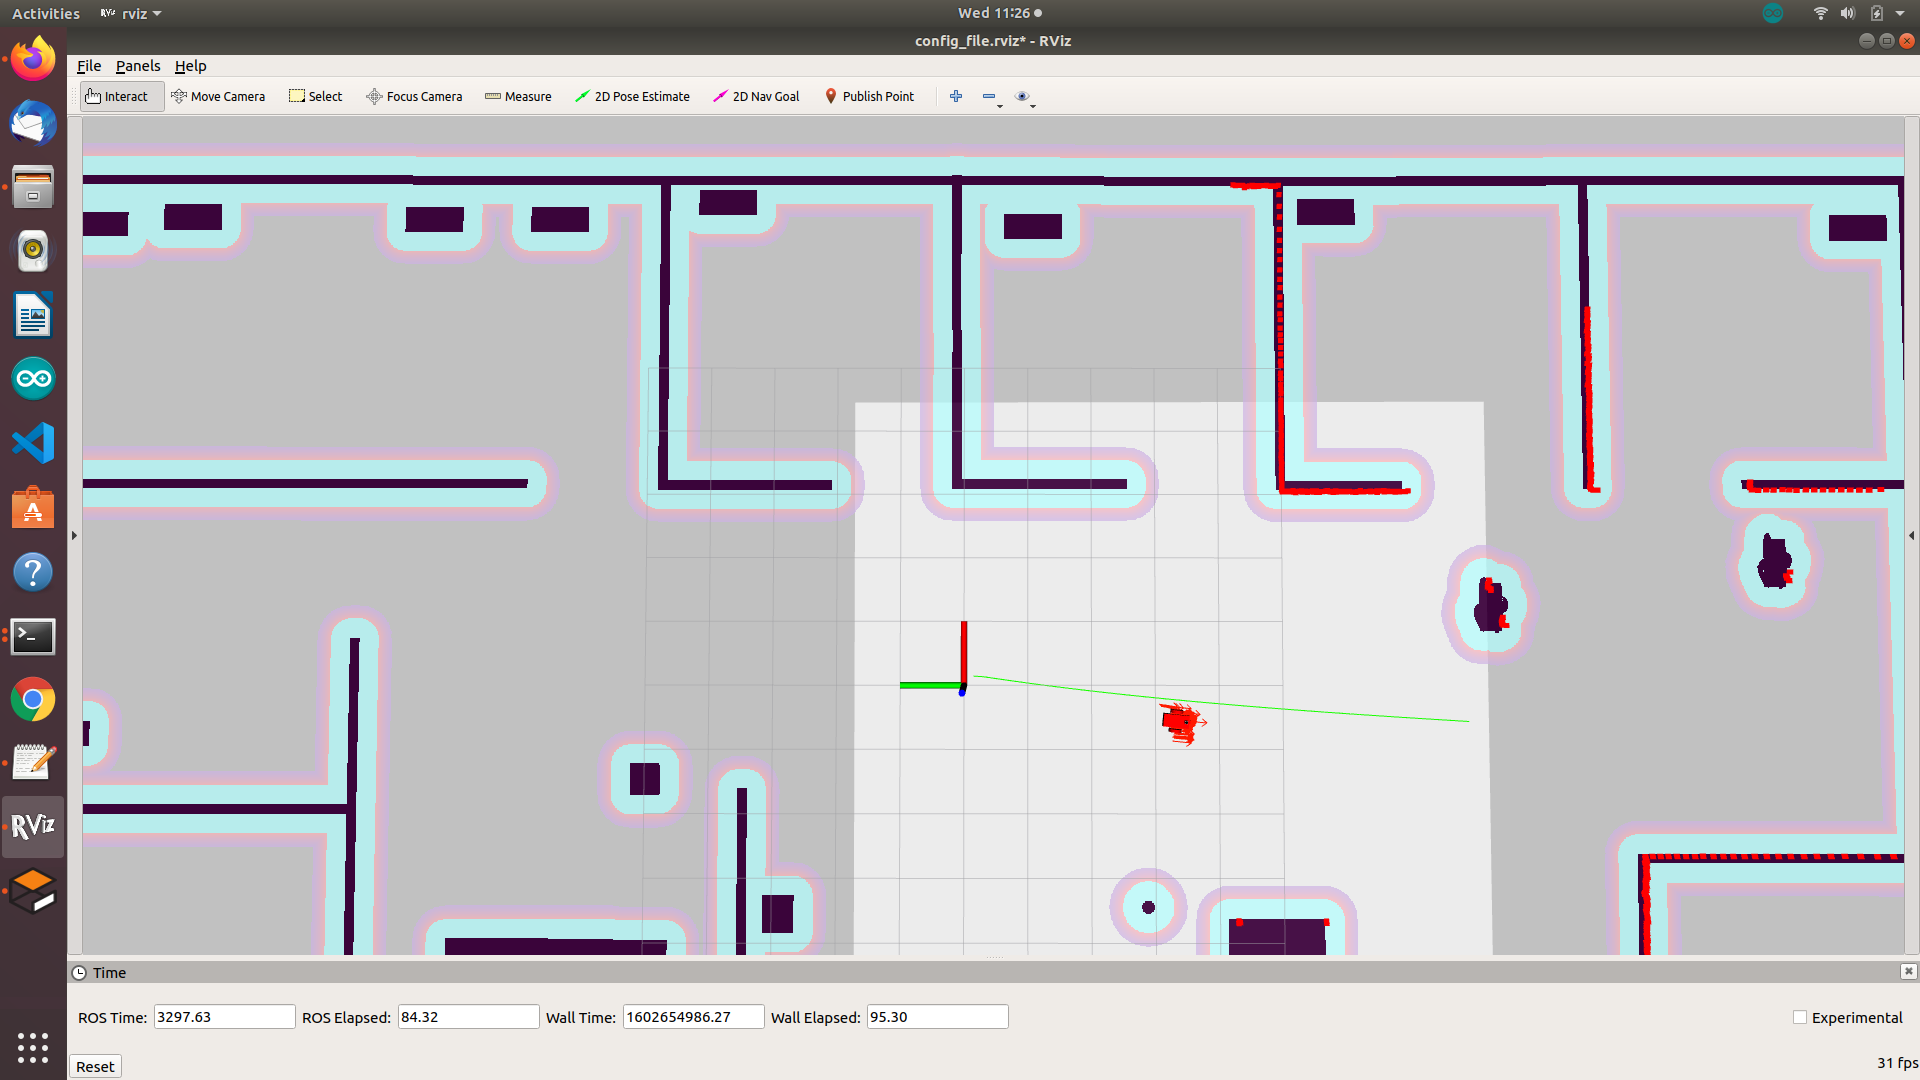 Activities RViz rviz Wed 11:26
config_file.rviz* - RViz
File Panels Help
Interact Move Camera Select Focus Camera Measure 2D Pose Estimate 2D Nav Goal Publish Point
A
?
>_
RViz
Time
ROS Time: 3297.63 ROS Elapsed: 84.32 Wall Time: 1602654986.27 Wall Elapsed: 95.30 Experimental
Reset 31 fps